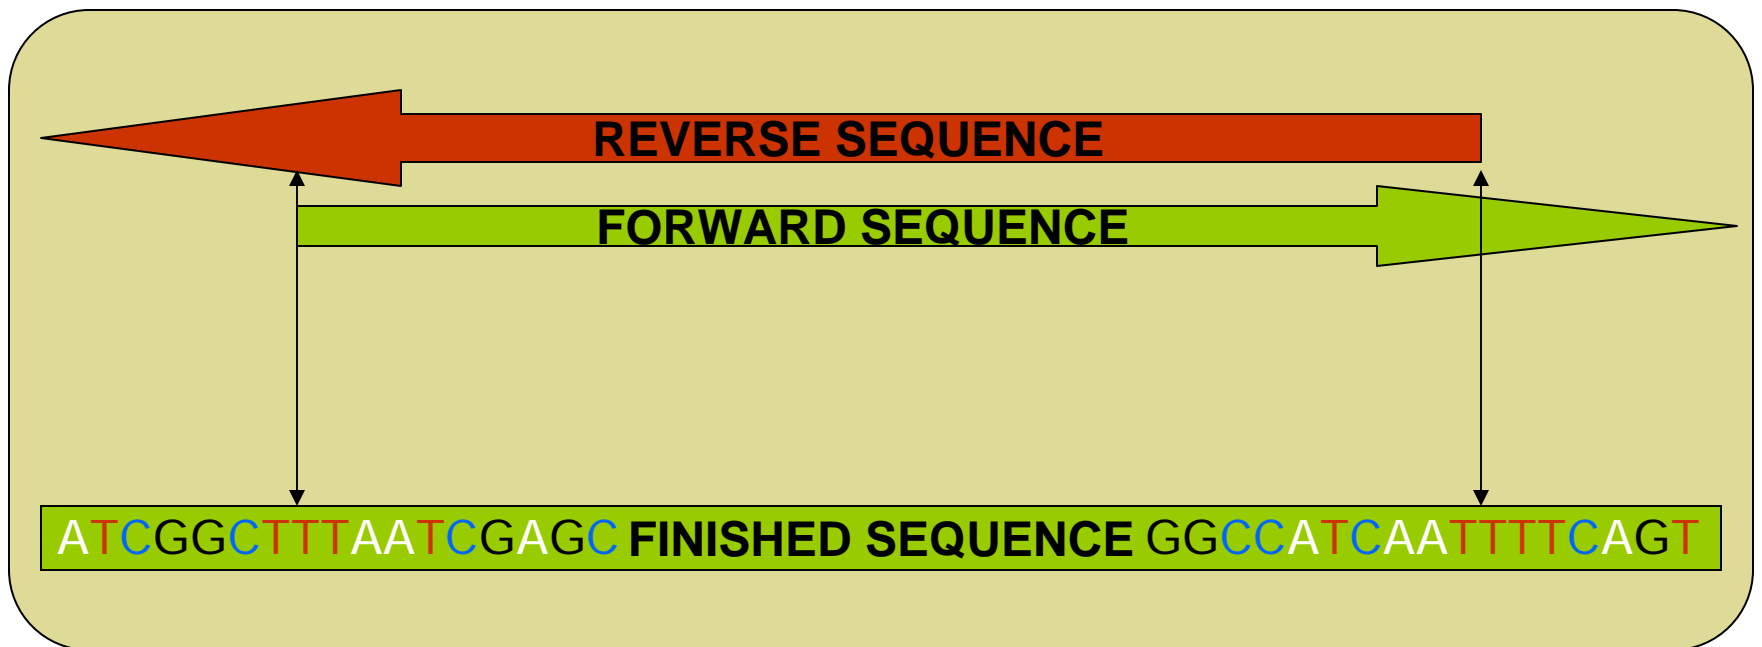 REVERSE SEQUENCE
FORWARD SEQUENCE
ATCGGCTTTAATCGAGC FINISHED SEQUENCE GGCCATCAATTTTCAGT